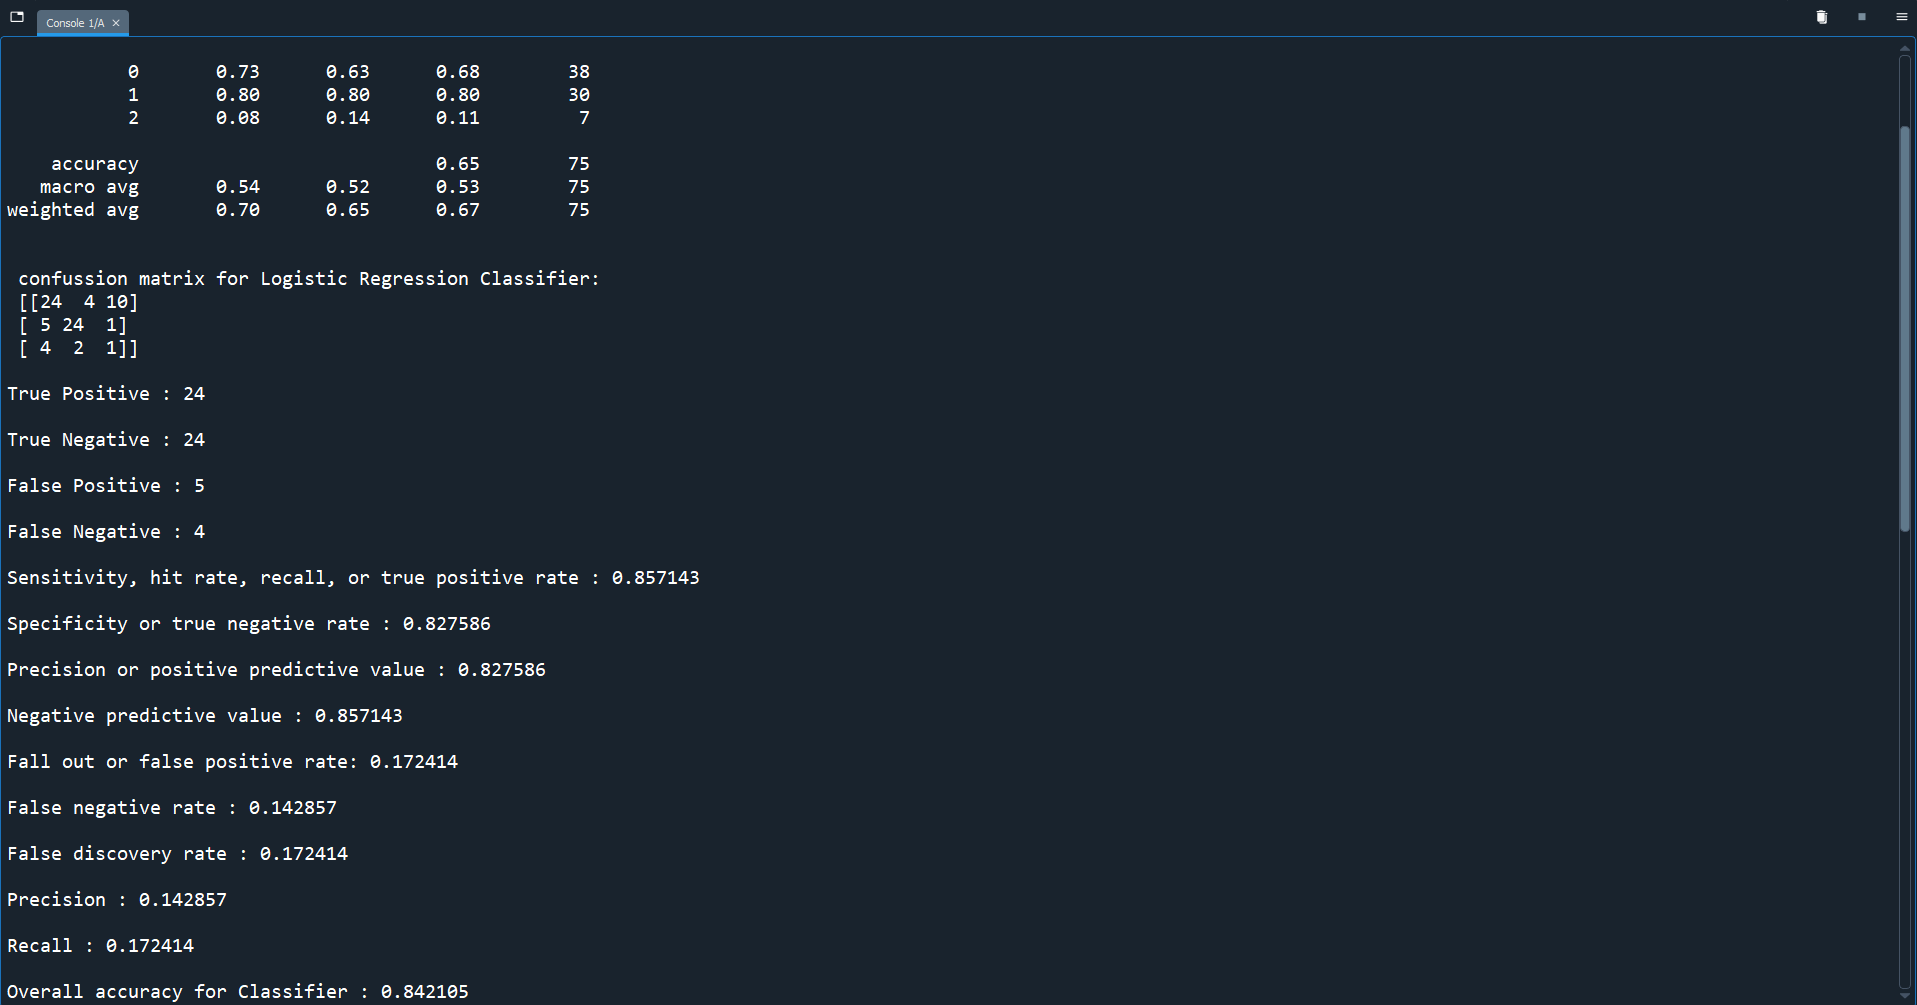 Console 1/A
0 0.73 0.63 0.68 38
1 0.80 0.80 0.80 30
2 0.08 0.14 0.11 7
accuracy 0.65 75
macro avg 0.54 0.52 0.53 75
weighted avg 0.70 0.65 0.67 75
confussion matrix for Logistic Regression Classifier:
[[24 4 10]
[ 5 24 1]
[ 4 2 1]]
True Positive : 24
True Negative : 24
False Positive : 5
False Negative : 4
Sensitivity, hit rate, recall, or true positive rate : 0.857143
Specificity or true negative rate : 0.827586
Precision or positive predictive value : 0.827586
Negative predictive value : 0.857143
Fall out or false positive rate: 0.172414
False negative rate : 0.142857
False discovery rate : 0.172414
Precision : 0.142857
Recall : 0.172414
Overall accuracy for Classifier : 0.842105